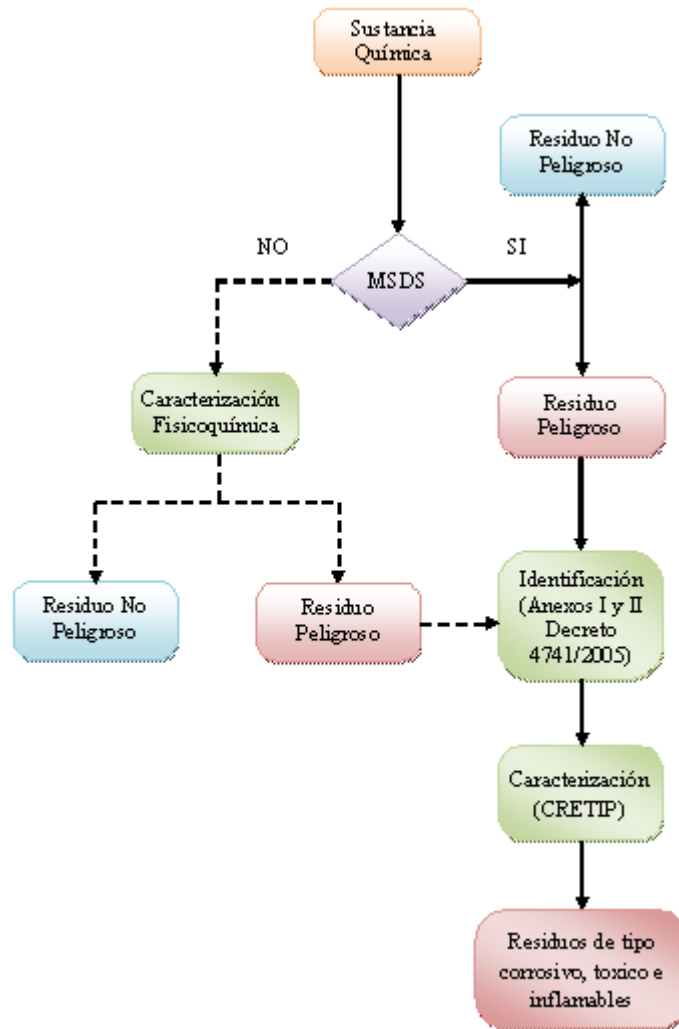 Sustancia
Química
Residuo No
Peligroso
NO
SI
MSDS
Caracterización
Fisicoquímica
Residuo
Peligroso
Residuo No
Peligroso
Residuo
Peligroso
Identificación
(Anexos I y II
Decreto
4741/2005)
Caracterización
(CRETIP)
Residuos de tipo
corrosivo, toxico e
inflamables